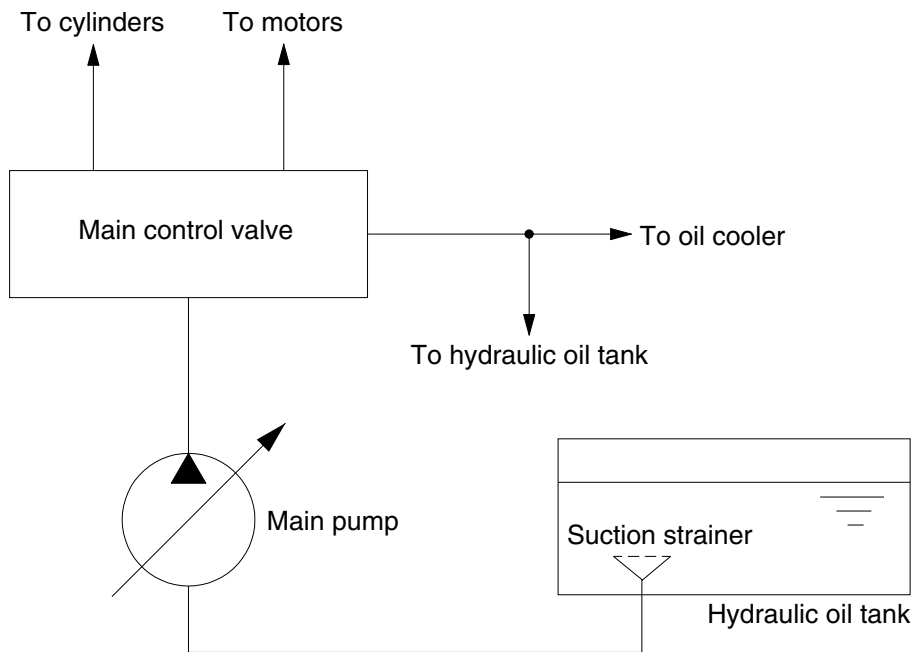 To cylinders
To motors
Main control valve
To oil cooler
To hydraulic oil tank
Main pump
Suction strainer
Hydraulic oil tank